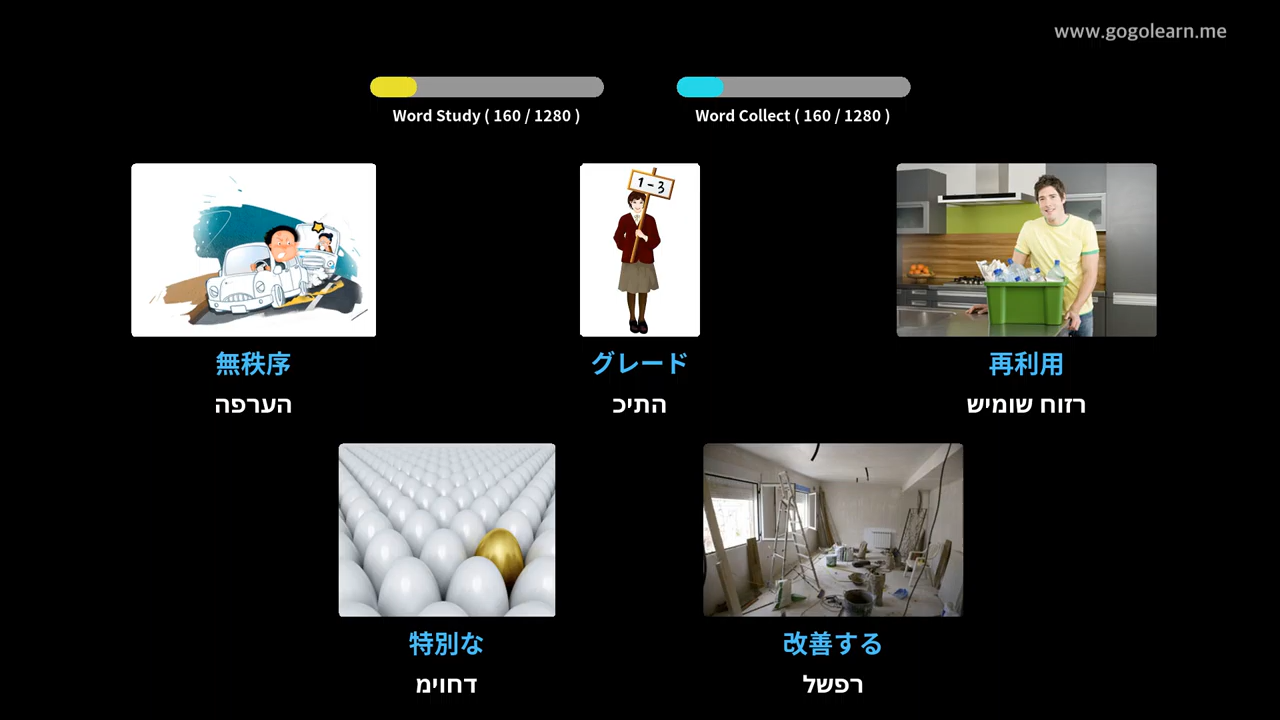 www.gogolearn.me
Word Study ( 160 / 1280 )
Word Collect ( 160 / 1280 )
1 - 3
無秩序
グレード
再利用
הערפה
התיכ
רזוח שומיש
特別な
改善する
דחוימ
רפשל